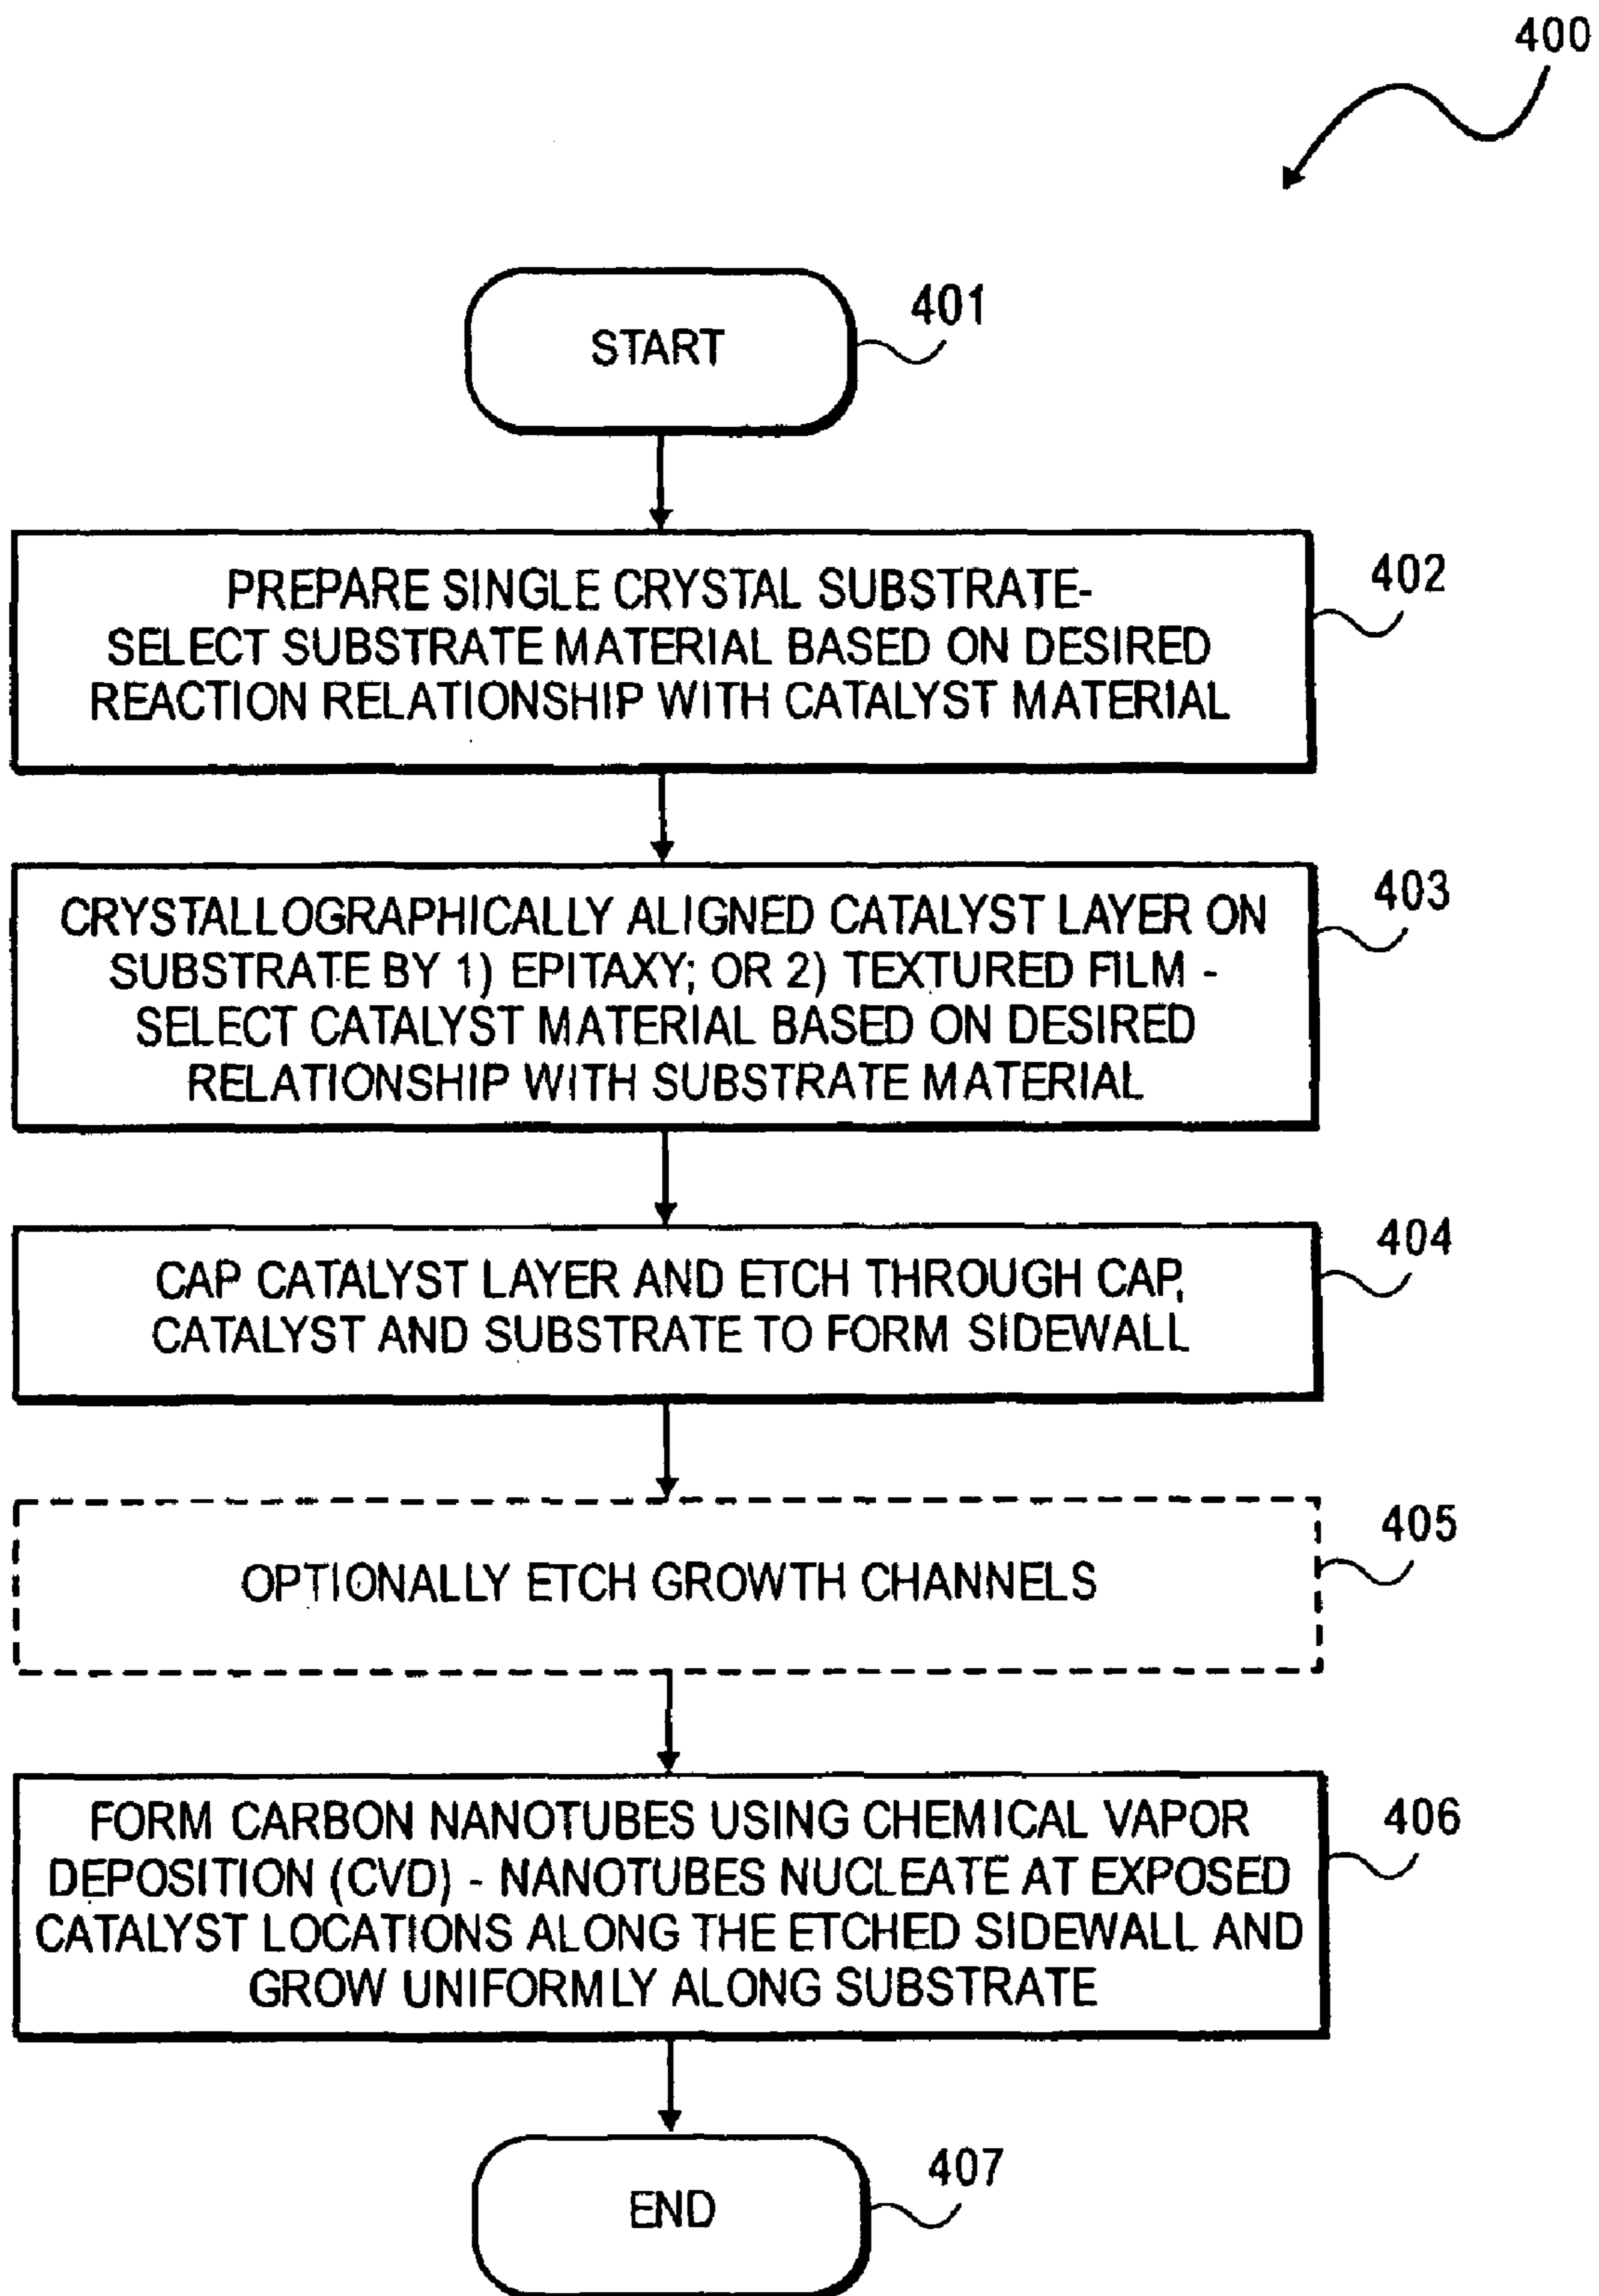 400
START
401
PREPARE SINGLE CRYSTAL SUBSTRATE-
SELECT SUBSTRATE MATERIAL BASED ON DESIRED
REACTION RELATIONSHIP WITH CATALYST MATERIAL
402
CRYSTALLOGRAPHICALLY ALIGNED CATALYST LAYER ON
SUBSTRATE BY 1) EPITAXY; OR 2) TEXTURED FILM -
SELECT CATALYST MATERIAL BASED ON DESIRED
RELATIONSHIP WITH SUBSTRATE MATERIAL
403
CAP CATALYST LAYER AND ETCH THROUGH CAP,
CATALYST AND SUBSTRATE TO FORM SIDEWALL
404
OPTIONALLY ETCH GROWTH CHANNELS
405
FORM CARBON NANOTUBES USING CHEMICAL VAPOR
DEPOSITION (CVD) - NANOTUBES NUCLEATE AT EXPOSED
CATALYST LOCATIONS ALONG THE ETCHED SIDEWALL AND
GROW UNIFORMLY ALONG SUBSTRATE
406
END
407